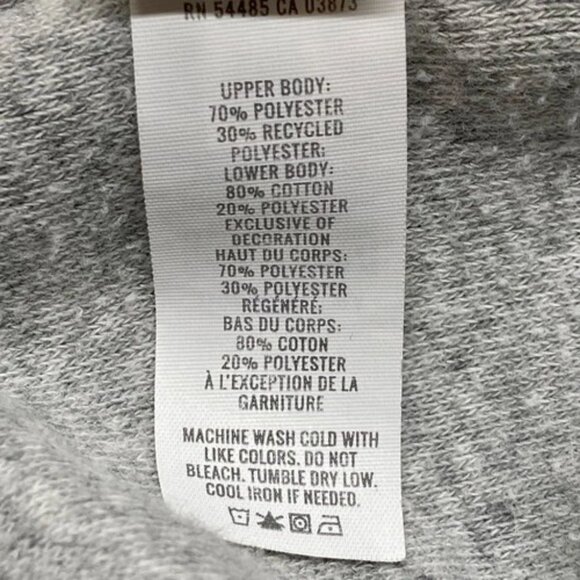 RN 54485 CA 03873
UPPER BODY:
70% POLYESTER
30% RECYCLED
POLYESTER;
LOWER BODY:
80% COTTON
20% POLYESTER
EXCLUSIVE OF
DECORATION
HAUT DU CORPS:
70% POLYESTER
30% POLYESTER
RÉGÉNÉRÉ;
BAS DU CORPS:
80% COTON
20% POLYESTER
À L'EXCEPTION DE LA
GARNITURE
MACHINE WASH COLD WITH
LIKE COLORS. DO NOT
BLEACH. TUMBLE DRY LOW.
COOL IRON IF NEEDED.